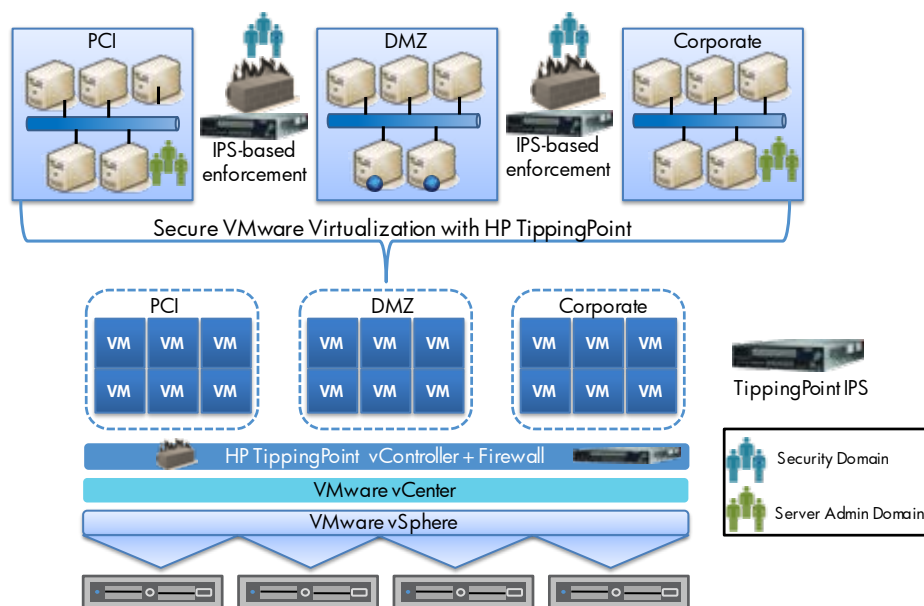 PCI
DMZ
Corporate
IPS-based
enforcement
IPS-based
enforcement
Secure VMware Virtualization with HP TippingPoint
PCI
DMZ
Corporate
VM VM VM
VM VM VM
VM VM VM
VM VM VM
VM VM VM
VM VM VM
TippingPoint IPS
HP TippingPoint vController + Firewall
VMware vCenter
VMware vSphere
Security Domain
Server Admin Domain